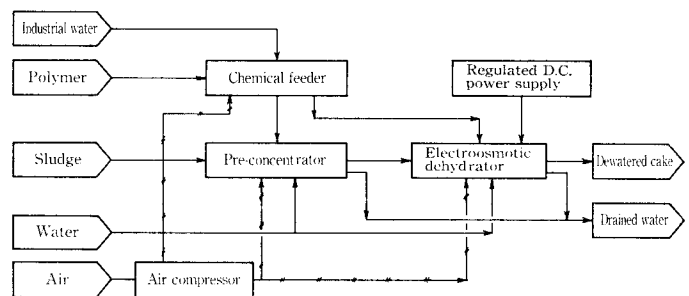 Industrial water
Polymer
Chemical feeder
Regulated D.C.
power supply
Sludge
Pre-concentrator
Electroosmotic
dehydrator
Dewatered cake
Drained water
Water
Air
Air compressor